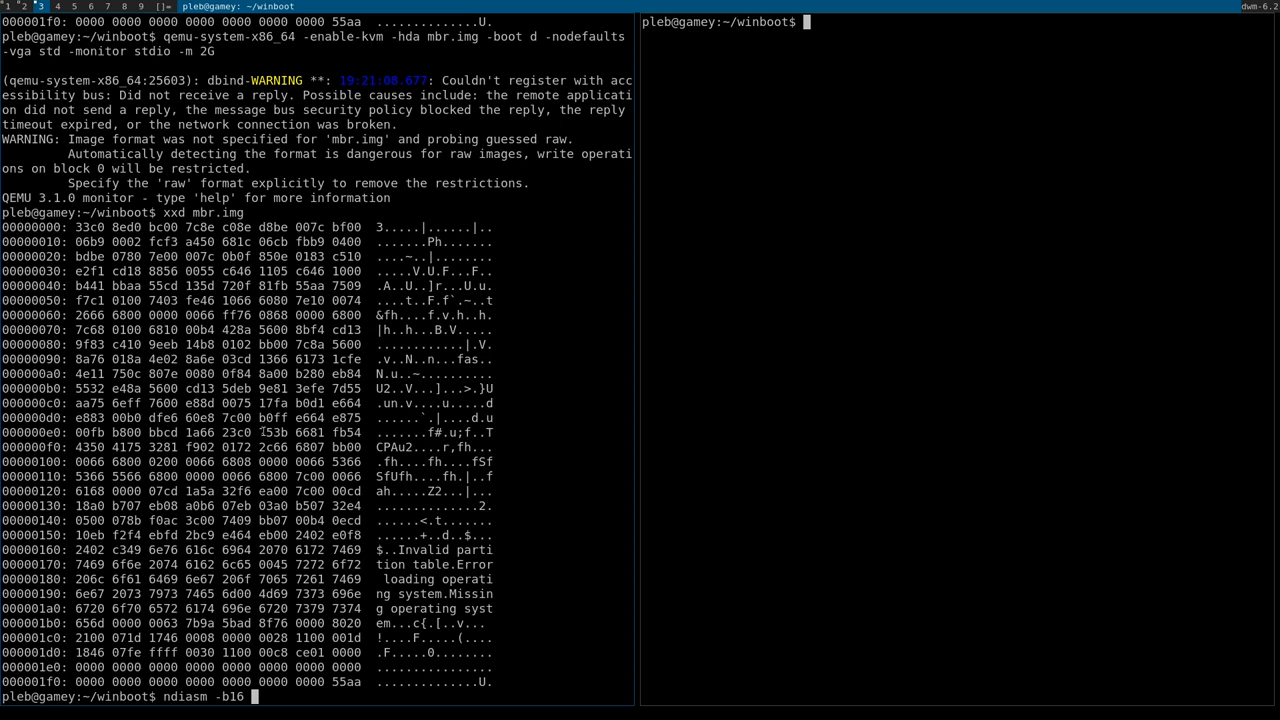 1 2 3 4 5 6 7 8 9 []= pleb@gamey: ~/winboot dwm-6.2
000001f0: 0000 0000 0000 0000 0000 0000 0000 55aa ..............U.
pleb@gamey:~/winboot$ qemu-system-x86_64 -enable-kvm -hda mbr.img -boot d -nodefaults
-vga std -monitor stdio -m 2G
(qemu-system-x86_64:25603): dbind-WARNING **: 19:21:08.677: Couldn't register with acc
essibility bus: Did not receive a reply. Possible causes include: the remote applicati
on did not send a reply, the message bus security policy blocked the reply, the reply
timeout expired, or the network connection was broken.
WARNING: Image format was not specified for 'mbr.img' and probing guessed raw.
Automatically detecting the format is dangerous for raw images, write operati
ons on block 0 will be restricted.
Specify the 'raw' format explicitly to remove the restrictions.
QEMU 3.1.0 monitor - type 'help' for more information
pleb@gamey:~/winboot$ xxd mbr.img
00000000: 33c0 8ed0 bc00 7c8e c08e d8be 007c bf00 3.....|......|..
00000010: 06b9 0002 fcf3 a450 681c 06cb fbb9 0400 .......Ph.......
00000020: bdbe 0780 7e00 007c 0b0f 850e 0183 c510 ....~..|........
00000030: e2f1 cd18 8856 0055 c646 1105 c646 1000 .....V.U.F...F..
00000040: b441 bbaa 55cd 135d 720f 81fb 55aa 7509 .A..U..]r...U.u.
00000050: f7c1 0100 7403 fe46 1066 6080 7e10 0074 ....t..F.f`.~..t
00000060: 2666 6800 0000 0066 ff76 0868 0000 6800 &fh....f.v.h..h.
00000070: 7c68 0100 6810 00b4 428a 5600 8bf4 cd13 |h..h...B.V.....
00000080: 9f83 c410 9eeb 14b8 0102 bb00 7c8a 5600 ............|.V.
00000090: 8a76 018a 4e02 8a6e 03cd 1366 6173 1cfe .v..N..n...fas..
000000a0: 4e11 750c 807e 0080 0f84 8a00 b280 eb84 N.u..~..........
000000b0: 5532 e48a 5600 cd13 5deb 9e81 3efe 7d55 U2..V...]...>.}U
000000c0: aa75 6eff 7600 e88d 0075 17fa b0d1 e664 .un.v....u.....d
000000d0: e883 00b0 dfe6 60e8 7c00 b0ff e664 e875 ......`.|....d.u
000000e0: 00fb b800 bbcd 1a66 23c0 753b 6681 fb54 .......f#.u;f..T
000000f0: 4350 4175 3281 f902 0172 2c66 6807 bb00 CPAu2....r,fh...
00000100: 0066 6800 0200 0066 6808 0000 0066 5366 .fh....fh....fSf
00000110: 5366 5566 6800 0000 0066 6800 7c00 0066 SfUfh....fh.|..f
00000120: 6168 0000 07cd 1a5a 32f6 ea00 7c00 00cd ah.....Z2...|...
00000130: 18a0 b707 eb08 a0b6 07eb 03a0 b507 32e4 ..............2.
00000140: 0500 078b f0ac 3c00 7409 bb07 00b4 0ecd ......<.t.......
00000150: 10eb f2f4 ebfd 2bc9 e464 eb00 2402 e0f8 ......+..d..$...
00000160: 2402 c349 6e76 616c 6964 2070 6172 7469 $..Invalid parti
00000170: 7469 6f6e 2074 6162 6c65 0045 7272 6f72 tion table.Error
00000180: 206c 6f61 6469 6e67 206f 7065 7261 7469 loading operati
00000190: 6e67 2073 7973 7465 6d00 4d69 7373 696e ng system.Missin
000001a0: 6720 6f70 6572 6174 696e 6720 7379 7374 g operating syst
000001b0: 656d 0000 0063 7b9a 5bad 8f76 0000 8020 em...c{.[..v...
000001c0: 2100 071d 1746 0008 0000 0028 1100 001d !....F.....(....
000001d0: 1846 07fe ffff 0030 1100 00c8 ce01 0000 .F.....0........
000001e0: 0000 0000 0000 0000 0000 0000 0000 0000 ................
000001f0: 0000 0000 0000 0000 0000 0000 0000 55aa ..............U.
pleb@gamey:~/winboot$ ndiasm -b16
pleb@gamey:~/winboot$